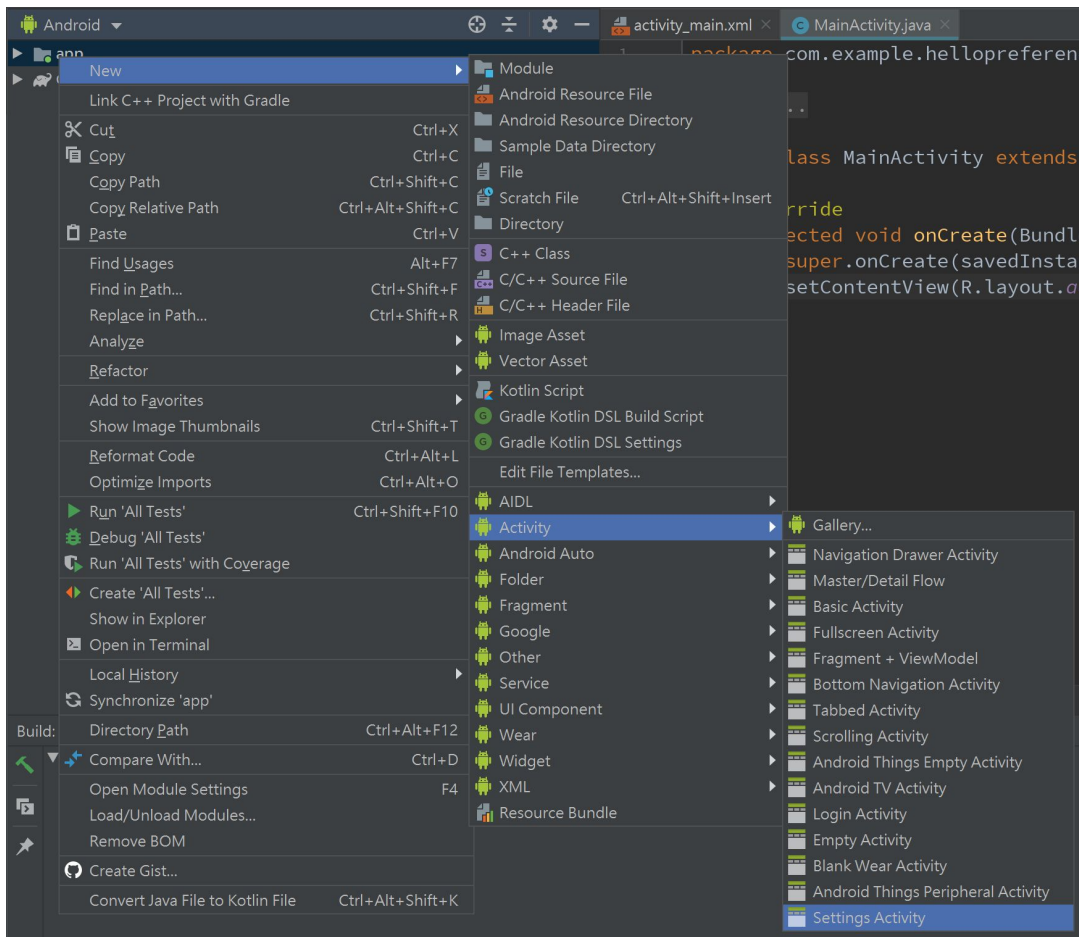 Android
activity_main.xml
MainActivity.java
app
1
package com.example.hellopreferen
New
Link C++ Project with Gradle
Cut Ctrl+X
Copy Ctrl+C
Copy Path Ctrl+Shift+C
Copy Relative Path Ctrl+Alt+Shift+C
Paste Ctrl+V
Find Usages Alt+F7
Find in Path... Ctrl+Shift+F
Replace in Path... Ctrl+Shift+R
Analyze
Refactor
Add to Favorites
Show Image Thumbnails Ctrl+Shift+T
Reformat Code Ctrl+Alt+L
Optimize Imports Ctrl+Alt+O
Run 'All Tests' Ctrl+Shift+F10
Debug 'All Tests'
Run 'All Tests' with Coverage
Create 'All Tests'...
Show in Explorer
Open in Terminal
Local History
Synchronize 'app'
Directory Path Ctrl+Alt+F12
Compare With... Ctrl+D
Open Module Settings F4
Load/Unload Modules...
Remove BOM
Create Gist...
Convert Java File to Kotlin File Ctrl+Alt+Shift+K
Build:
Module
Android Resource File
Android Resource Directory
Sample Data Directory
File
Scratch File Ctrl+Alt+Shift+Insert
Directory
S C++ Class
C++ C/C++ Source File
H C/C++ Header File
Image Asset
Vector Asset
Kotlin Script
G Gradle Kotlin DSL Build Script
G Gradle Kotlin DSL Settings
Edit File Templates...
AIDL
Activity
Android Auto
Folder
Fragment
Google
Other
Service
UI Component
Wear
Widget
XML
Resource Bundle
..
lass MainActivity extends
rride
ected void onCreate(Bundl
super.onCreate(savedInsta
setContentView(R.layout.a
Gallery...
Navigation Drawer Activity
Master/Detail Flow
Basic Activity
Fullscreen Activity
Fragment + ViewModel
Bottom Navigation Activity
Tabbed Activity
Scrolling Activity
Android Things Empty Activity
Android TV Activity
Login Activity
Empty Activity
Blank Wear Activity
Android Things Peripheral Activity
Settings Activity